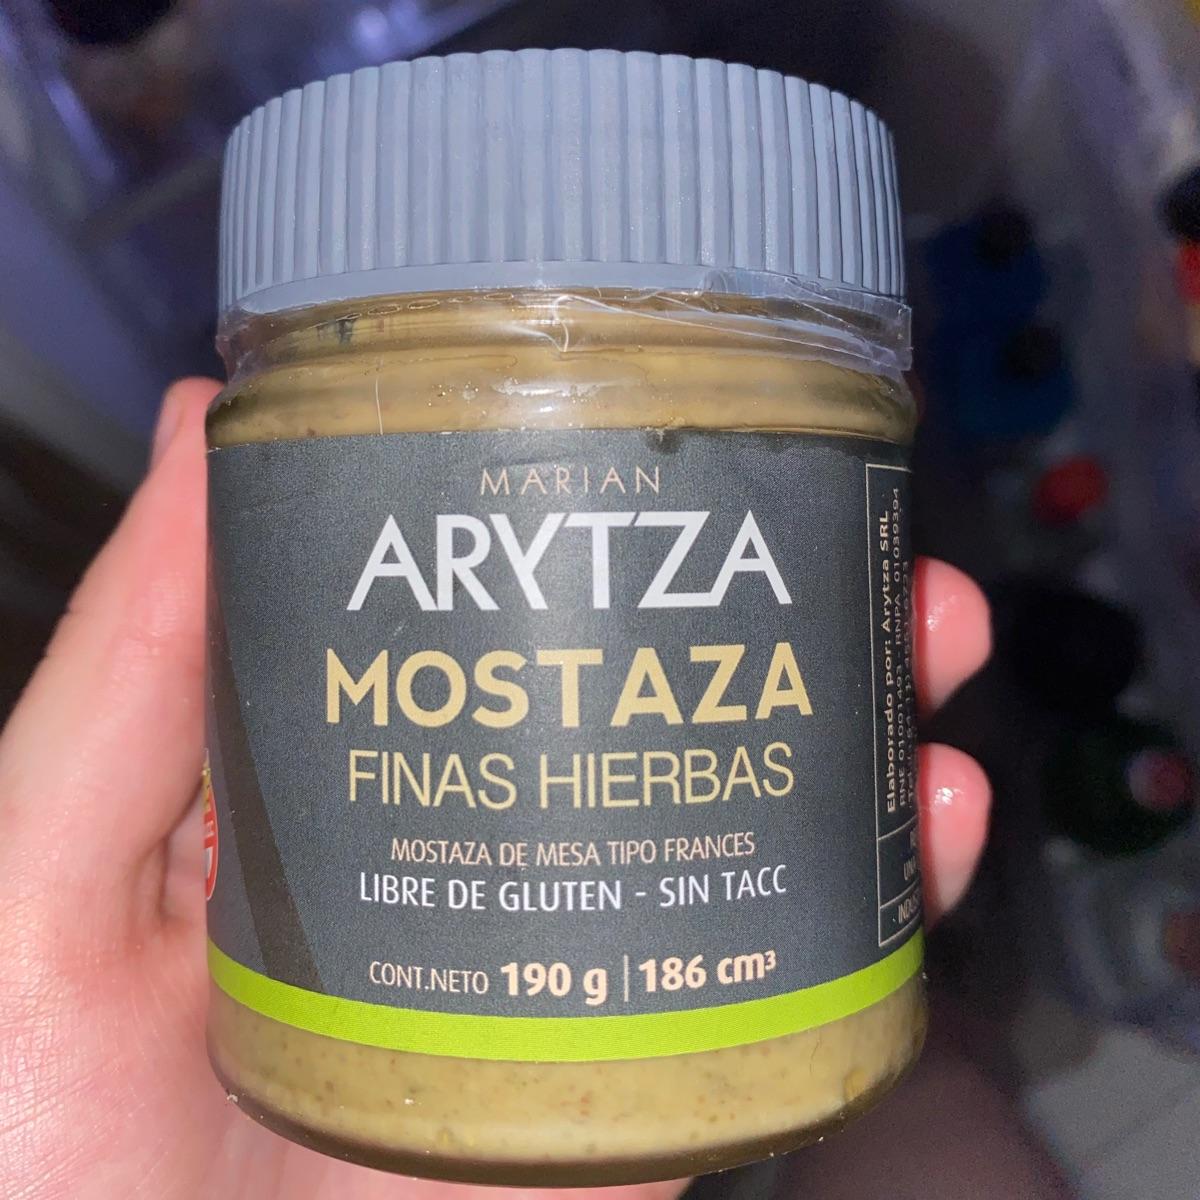 MARIAN
ARYTZA
MOSTAZA
FINAS HIERBAS
MOSTAZA DE MESA TIPO FRANCES
LIBRE DE GLUTEN - SIN TACC
CONT.NETO 190 g | 186 cm³
Elaborado por: Arytza SRL